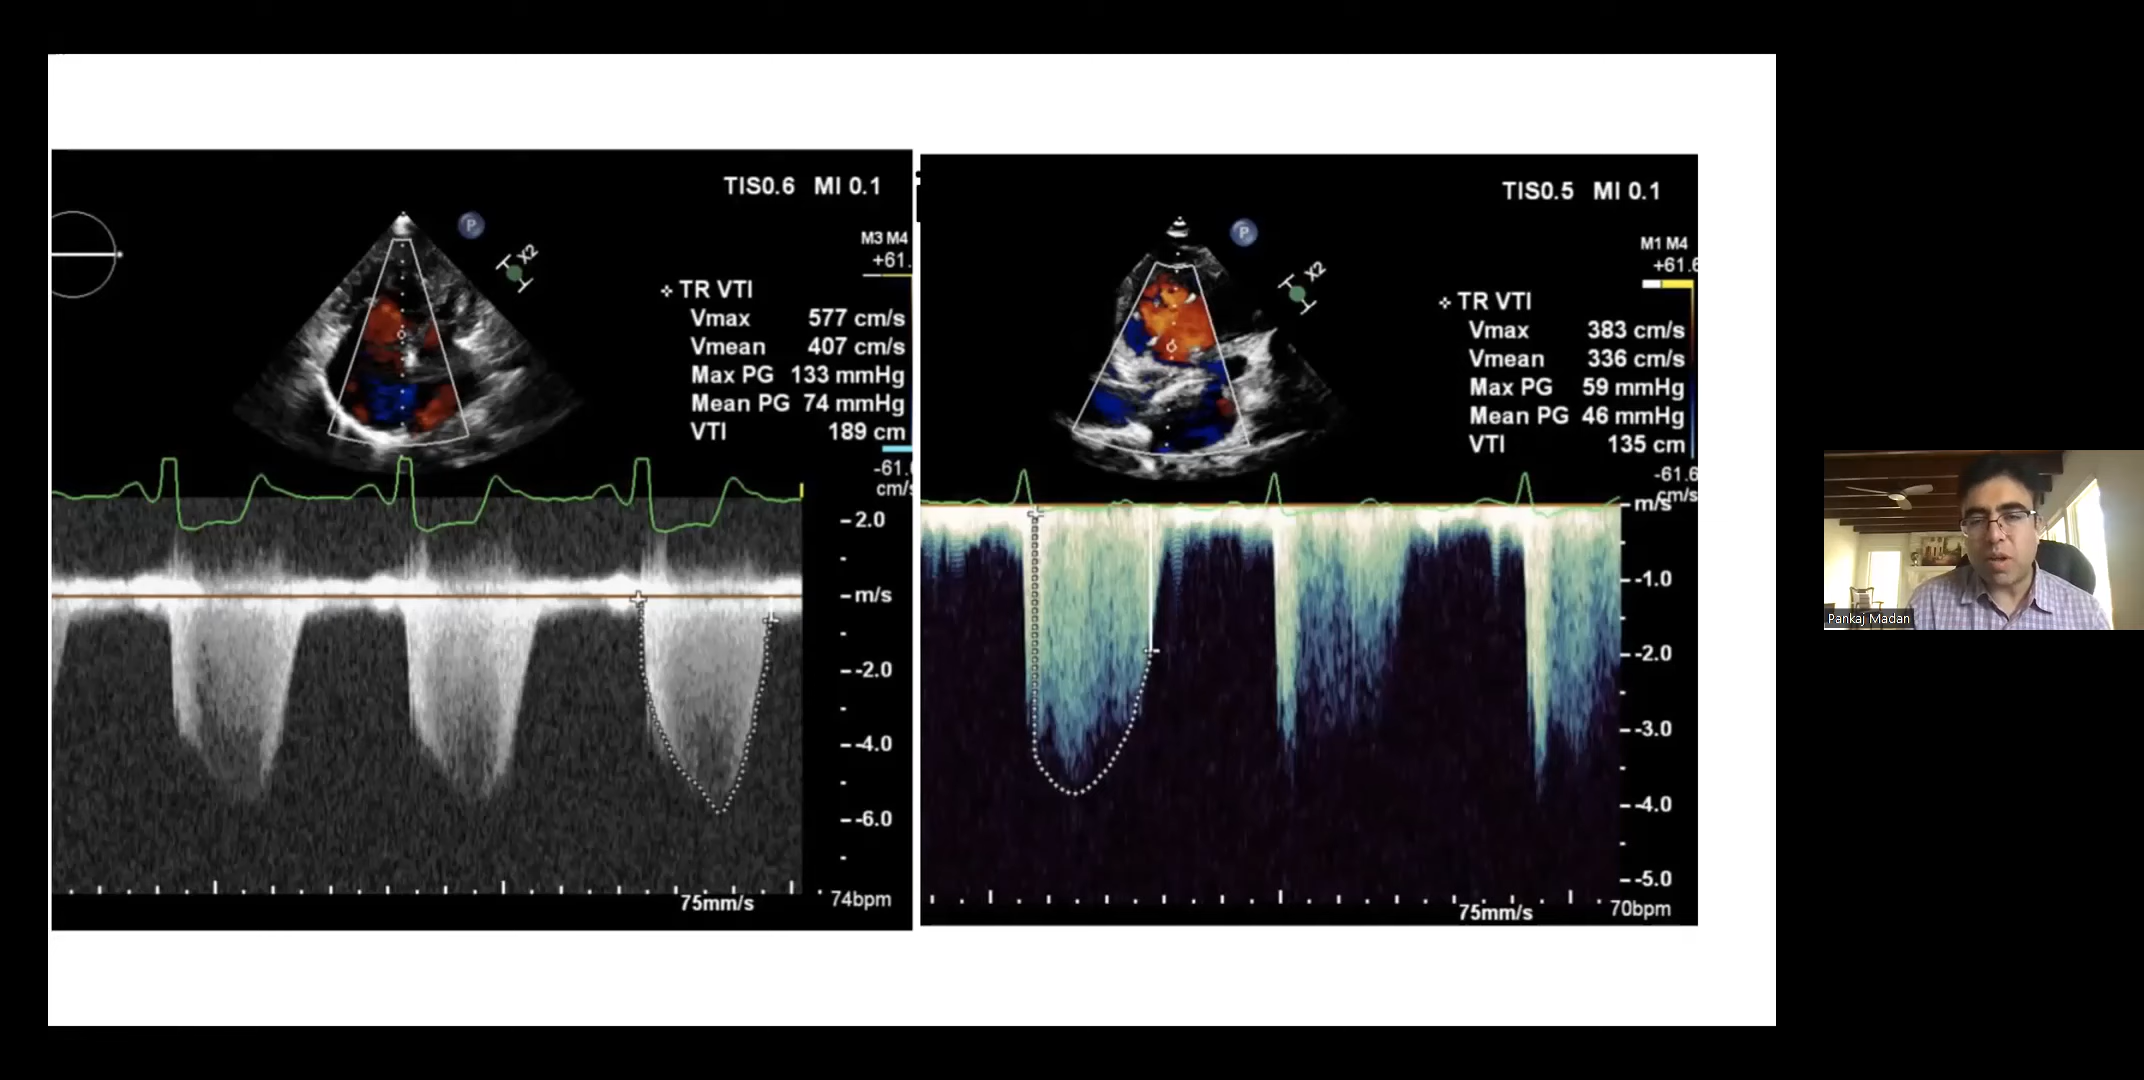 TIS0.6 MI 0.1
P
X2
M3 M4
+61.
TR VTI
Vmax 577 cm/s
Vmean 407 cm/s
Max PG 133 mmHg
Mean PG 74 mmHg
VTI 189 cm
-61.
cm/s
-2.0
-m/s
--2.0
--4.0
--6.0
75mm/s
74bpm
TIS0.5 MI 0.1
P
X2
M1 M4
+61.6
TR VTI
Vmax 383 cm/s
Vmean 336 cm/s
Max PG 59 mmHg
Mean PG 46 mmHg
VTI 135 cm
-61.6
cm/s
-m/s
--1.0
--2.0
--3.0
--4.0
--5.0
75mm/s
70bpm
Pankaj Madan